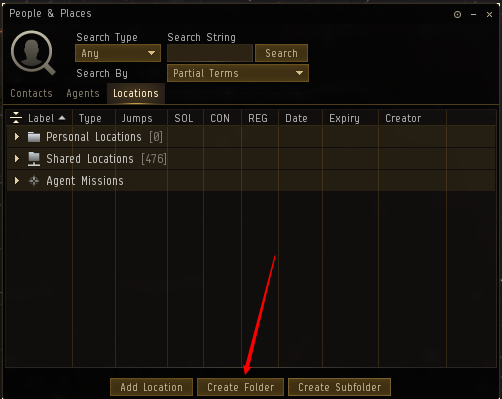 People & Places
Search Type Search String
Any Search
Search By Partial Terms
Contacts Agents Locations
Label Type Jumps SOL CON REG Date Expiry Creator
Personal Locations [0]
Shared Locations [476]
Agent Missions
Add Location Create Folder Create Subfolder